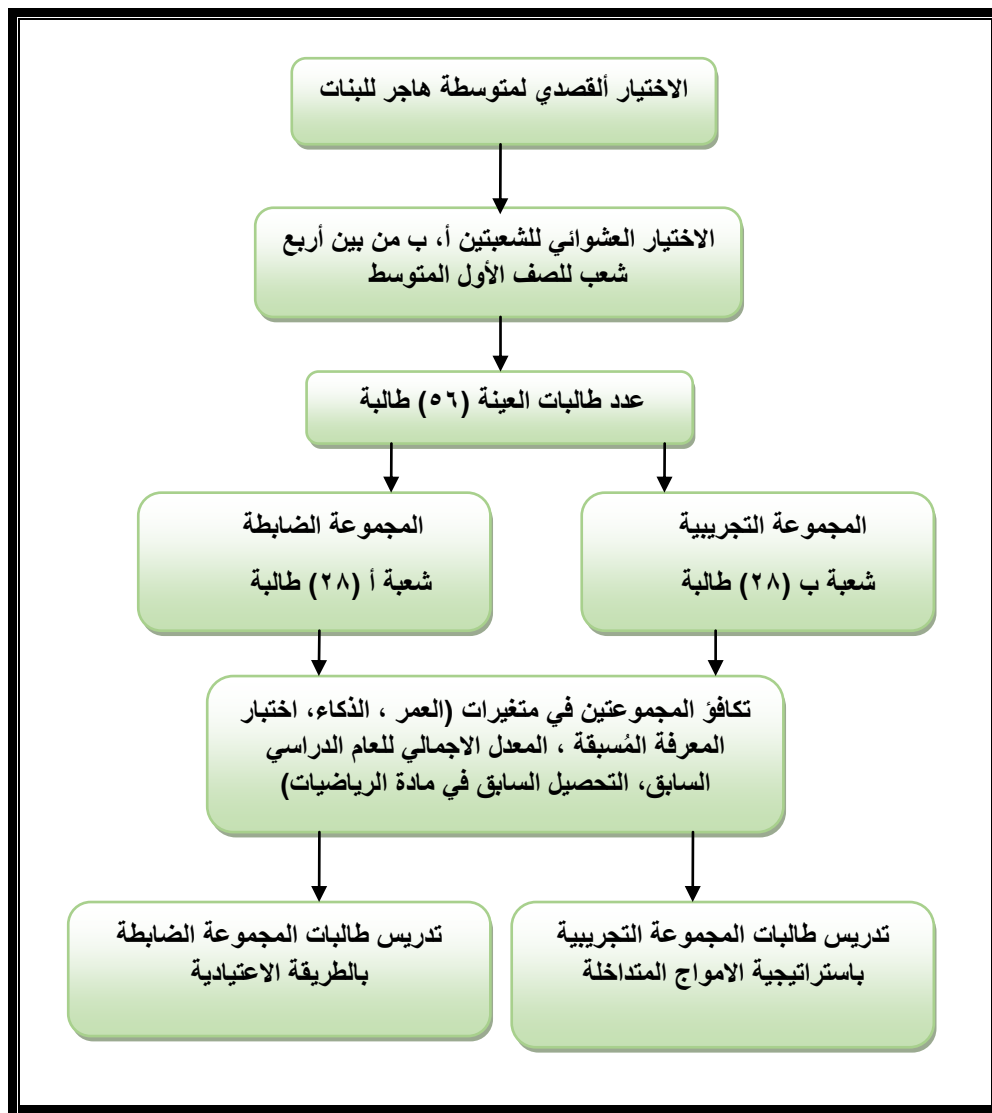 الاختيار ألقصدي لمتوسطة هاجر للبنات
الاختيار العشوائي للشعبتين أ، ب من بين أربع
شعب للصف الأول المتوسط
عدد طالبات العينة (٥٦) طالبة
المجموعة التجريبية
شعبة ب (٢٨) طالبة
المجموعة الضابطة
شعبة أ (٢٨) طالبة
تكافؤ المجموعتين في متغيرات (العمر ، الذكاء، اختبار
المعرفة المُسبقة ، المعدل الاجمالي للعام الدراسي
السابق، التحصيل السابق في مادة الرياضيات)
تدريس طالبات المجموعة التجريبية
باستراتيجية الامواج المتداخلة
تدريس طالبات المجموعة الضابطة
بالطريقة الاعتيادية